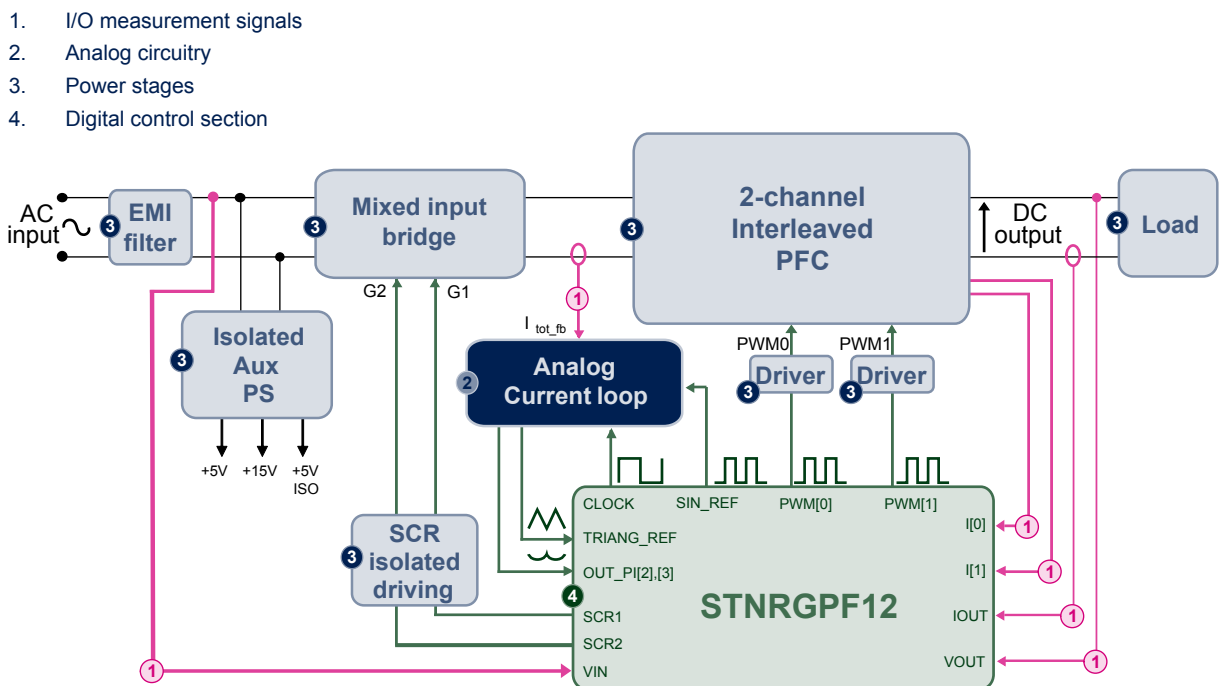 1. I/O measurement signals
2. Analog circuitry
3. Power stages
4. Digital control section
AC
input
3
EMI
filter
3
Mixed input
bridge
3
2-channel
Interleaved
PFC
DC
output
3
Load
G2
G1
1
I tot_fb
3
Isolated
Aux
PS
+5V
+15V
+5V
ISO
2
Analog
Current loop
PWM0
PWM1
3
Driver
3
Driver
3
SCR
isolated
driving
CLOCK
SIN_REF
PWM[0]
PWM[1]
TRIANG_REF
OUT_PI[2],[3]
4
SCR1
SCR2
VIN
STNRGPF12
I[0]
1
I[1]
1
IOUT
1
VOUT
1
1